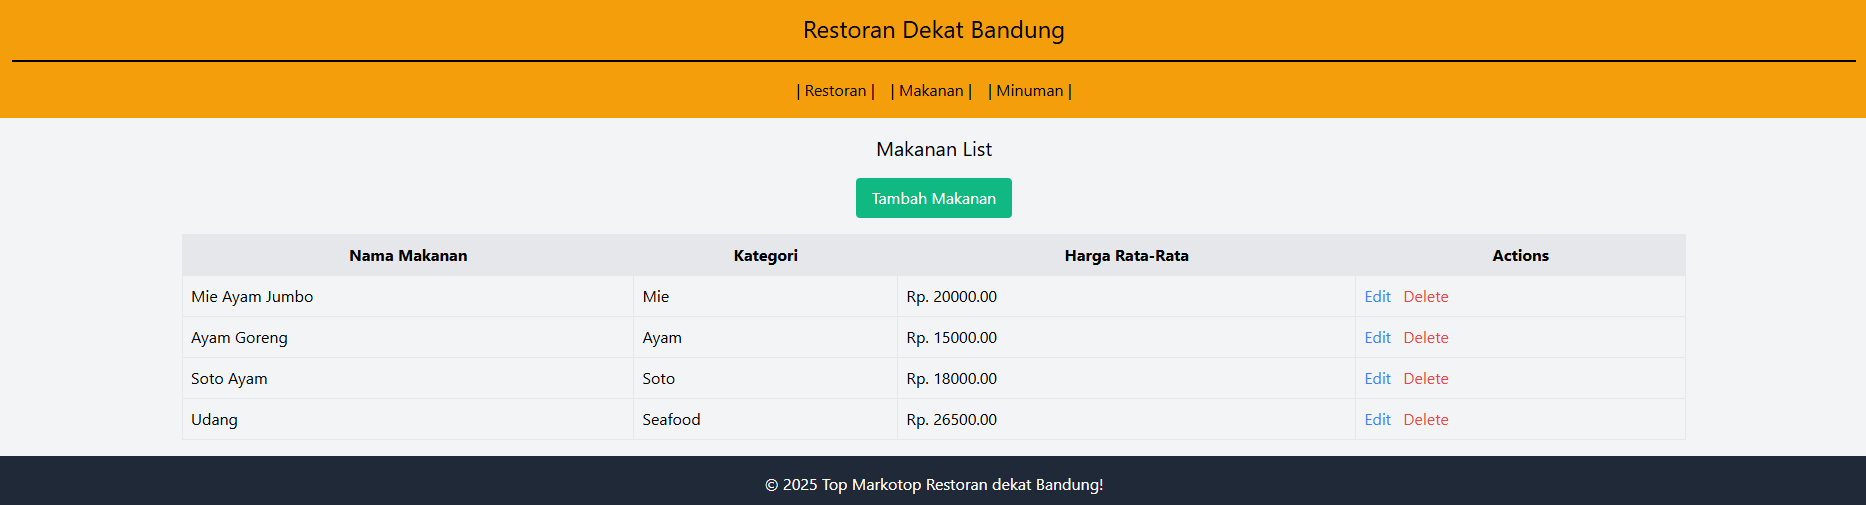 Restoran Dekat Bandung
| Restoran | | Makanan | | Minuman |
Makanan List
Tambah Makanan
Nama Makanan Kategori Harga Rata-Rata Actions
Mie Ayam Jumbo Mie Rp. 20000.00 Edit Delete
Ayam Goreng Ayam Rp. 15000.00 Edit Delete
Soto Ayam Soto Rp. 18000.00 Edit Delete
Udang Seafood Rp. 26500.00 Edit Delete
© 2025 Top Markotop Restoran dekat Bandung!